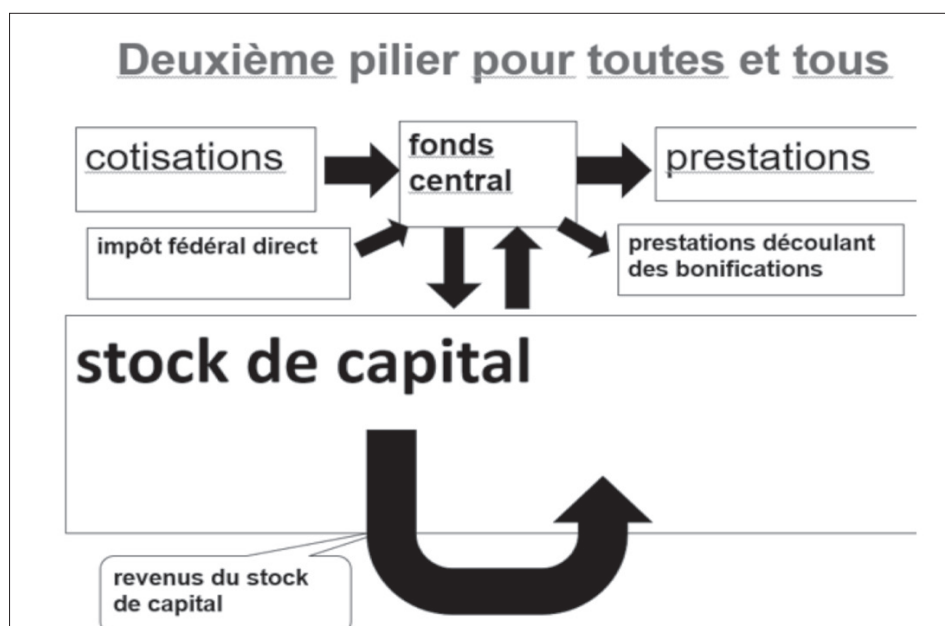 Deuxième pilier pour toutes et tous
cotisations
fonds
central
prestations
impôt fédéral direct
prestations découlant
des bonifications
stock de capital
revenus du stock
de capital